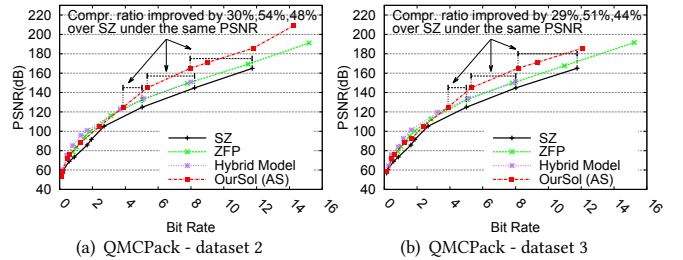 Compr. ratio improved by 30%,54%,48%
over SZ under the same PSNR
PSNR(dB)
220
200
180
160
140
120
100
80
60
40
SZ
ZFP
Hybrid Model
OurSol (AS)
0 2 4 6 8 10 12 14 16
Bit Rate
(a) QMCPack - dataset 2
Compr. ratio improved by 29%,51%,44%
over SZ under the same PSNR
PSNR(dB)
220
200
180
160
140
120
100
80
60
40
SZ
ZFP
Hybrid Model
OurSol (AS)
0 2 4 6 8 10 12 14 16
Bit Rate
(b) QMCPack - dataset 3